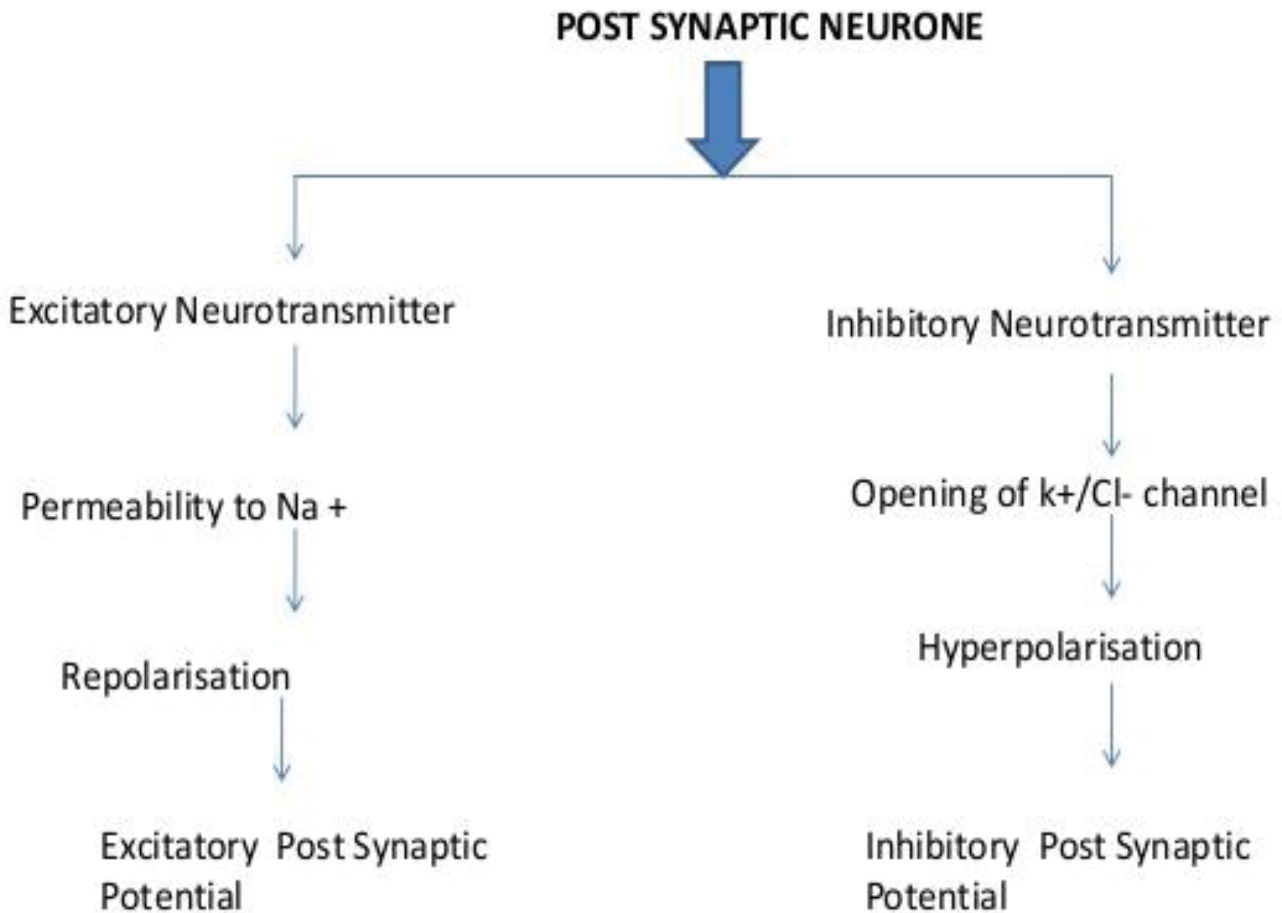 POST SYNAPTIC NEURONE
Excitatory Neurotransmitter
Permeability to Na +
Repolarisation
Excitatory Post Synaptic
Potential
Inhibitory Neurotransmitter
Opening of k+/Cl- channel
Hyperpolarisation
Inhibitory Post Synaptic
Potential